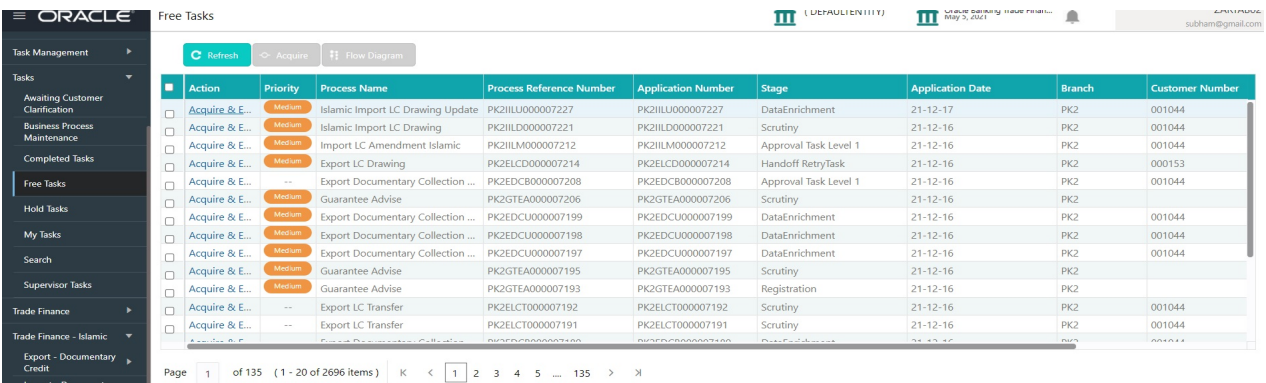 ORACLE Free Tasks ( DEFAULTENTITY) Oracle Banking Trade Finan...
May 5, 2021 subham@gmail.com
Task Management
Refresh Acquire Flow Diagram
Tasks
Action Priority Process Name Process Reference Number Application Number Stage Application Date Branch Customer Number
Awaiting Customer
Clarification
Business Process
Maintenance
Completed Tasks
Free Tasks
Hold Tasks
My Tasks
Search
Supervisor Tasks
Trade Finance
Trade Finance - Islamic
Export - Documentary
Credit
Acquire & E... Medium Islamic Import LC Drawing Update PK2IILU000007227 PK2IILU000007227 DataEnrichment 21-12-17 PK2 001044
Acquire & E... Medium Islamic Import LC Drawing PK2IILD000007221 PK2IILD000007221 Scrutiny 21-12-16 PK2 001044
Acquire & E... Medium Import LC Amendment Islamic PK2IILM000007212 PK2IILM000007212 Approval Task Level 1 21-12-16 PK2 001044
Acquire & E... Medium Export LC Drawing PK2ELCD000007214 PK2ELCD000007214 Handoff RetryTask 21-12-16 PK2 000153
Acquire & E... -- Export Documentary Collection ... PK2EDCB000007208 PK2EDCB000007208 Approval Task Level 1 21-12-16 PK2 001044
Acquire & E... Medium Guarantee Advise PK2GTEA000007206 PK2GTEA000007206 Scrutiny 21-12-16 PK2
Acquire & E... Medium Export Documentary Collection ... PK2EDCU000007199 PK2EDCU000007199 DataEnrichment 21-12-16 PK2 001044
Acquire & E... Medium Export Documentary Collection ... PK2EDCU000007198 PK2EDCU000007198 DataEnrichment 21-12-16 PK2 001044
Acquire & E... Medium Export Documentary Collection ... PK2EDCU000007197 PK2EDCU000007197 DataEnrichment 21-12-16 PK2 001044
Acquire & E... Medium Guarantee Advise PK2GTEA000007195 PK2GTEA000007195 Scrutiny 21-12-16 PK2
Acquire & E... Medium Guarantee Advise PK2GTEA000007193 PK2GTEA000007193 Registration 21-12-16 PK2
Acquire & E... -- Export LC Transfer PK2ELCT000007192 PK2ELCT000007192 Scrutiny 21-12-16 PK2 001044
Acquire & E... -- Export LC Transfer PK2ELCT000007191 PK2ELCT000007191 Scrutiny 21-12-16 PK2 001044
Page 1 of 135 (1 - 20 of 2696 items) K < 1 2 3 4 5 .... 135 >